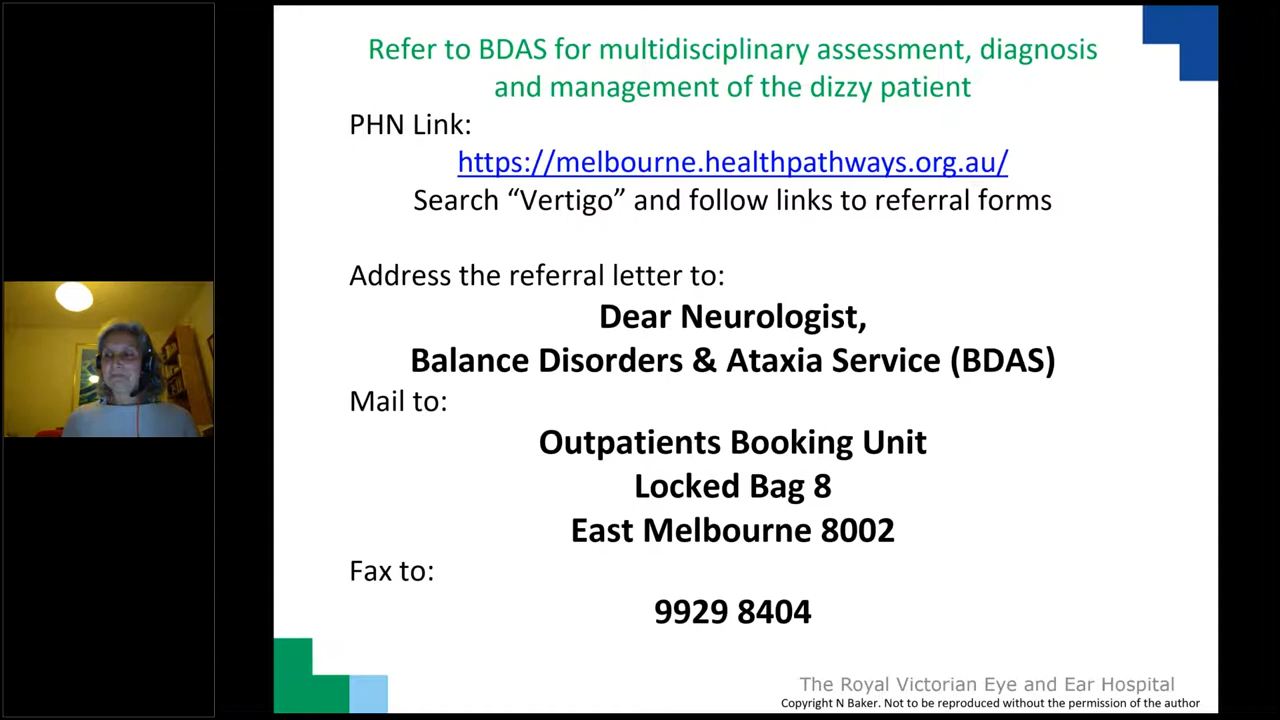 Refer to BDAS for multidisciplinary assessment, diagnosis
and management of the dizzy patient
PHN Link:
https://melbourne.healthpathways.org.au/
Search “Vertigo” and follow links to referral forms
Address the referral letter to:
Dear Neurologist,
Balance Disorders & Ataxia Service (BDAS)
Mail to:
Outpatients Booking Unit
Locked Bag 8
East Melbourne 8002
Fax to:
9929 8404
The Royal Victorian Eye and Ear Hospital
Copyright N Baker. Not to be reproduced without the permission of the author